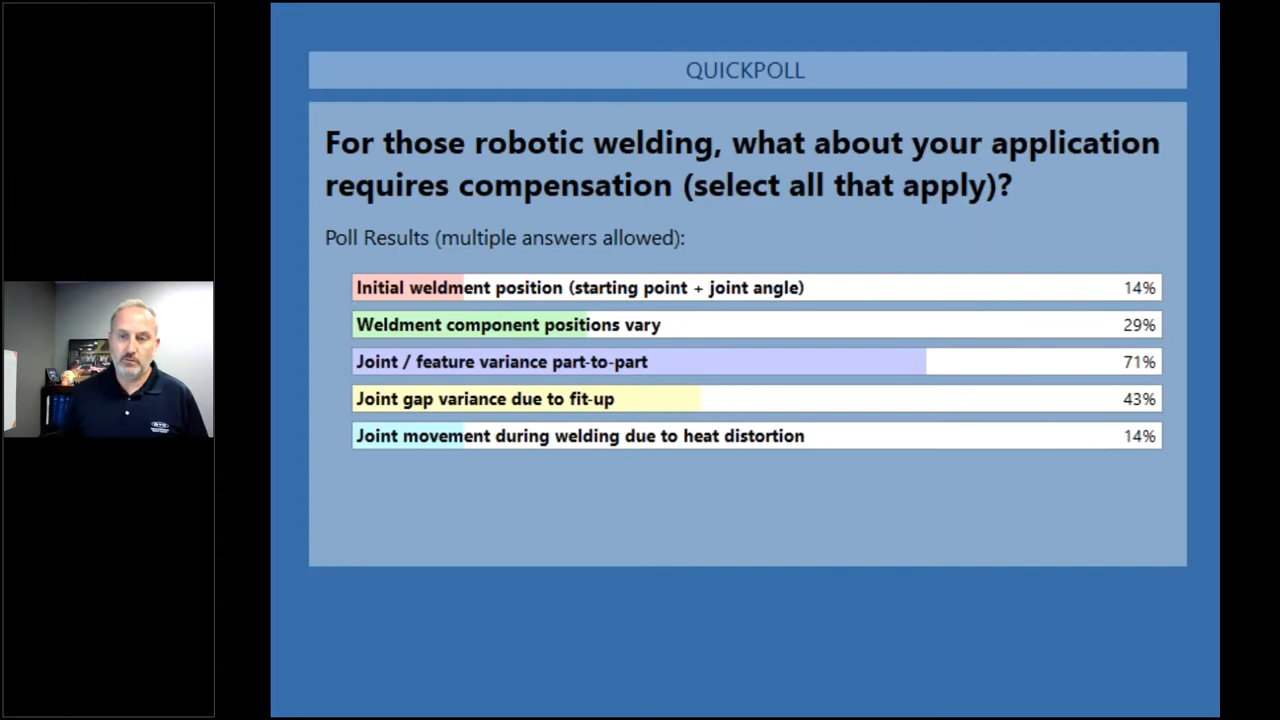 QUICKPOLL
For those robotic welding, what about your application
requires compensation (select all that apply)?
Poll Results (multiple answers allowed):
Initial weldment position (starting point + joint angle) 14%
Weldment component positions vary 29%
Joint / feature variance part-to-part 71%
Joint gap variance due to fit-up 43%
Joint movement during welding due to heat distortion 14%